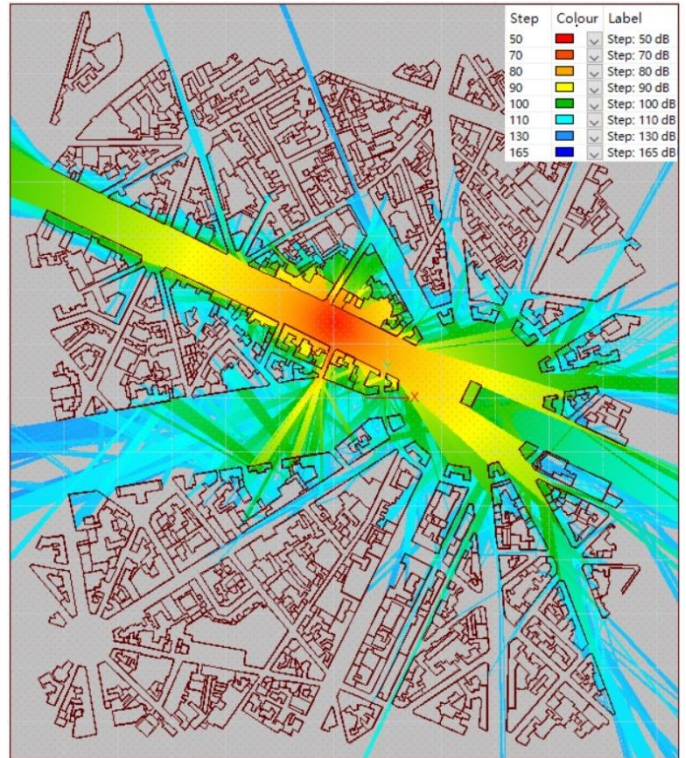 Step Colour Label
50 Step: 50 dB
70 Step: 70 dB
80 Step: 80 dB
90 Step: 90 dB
100 Step: 100 dB
110 Step: 110 dB
130 Step: 130 dB
165 Step: 165 dB
X